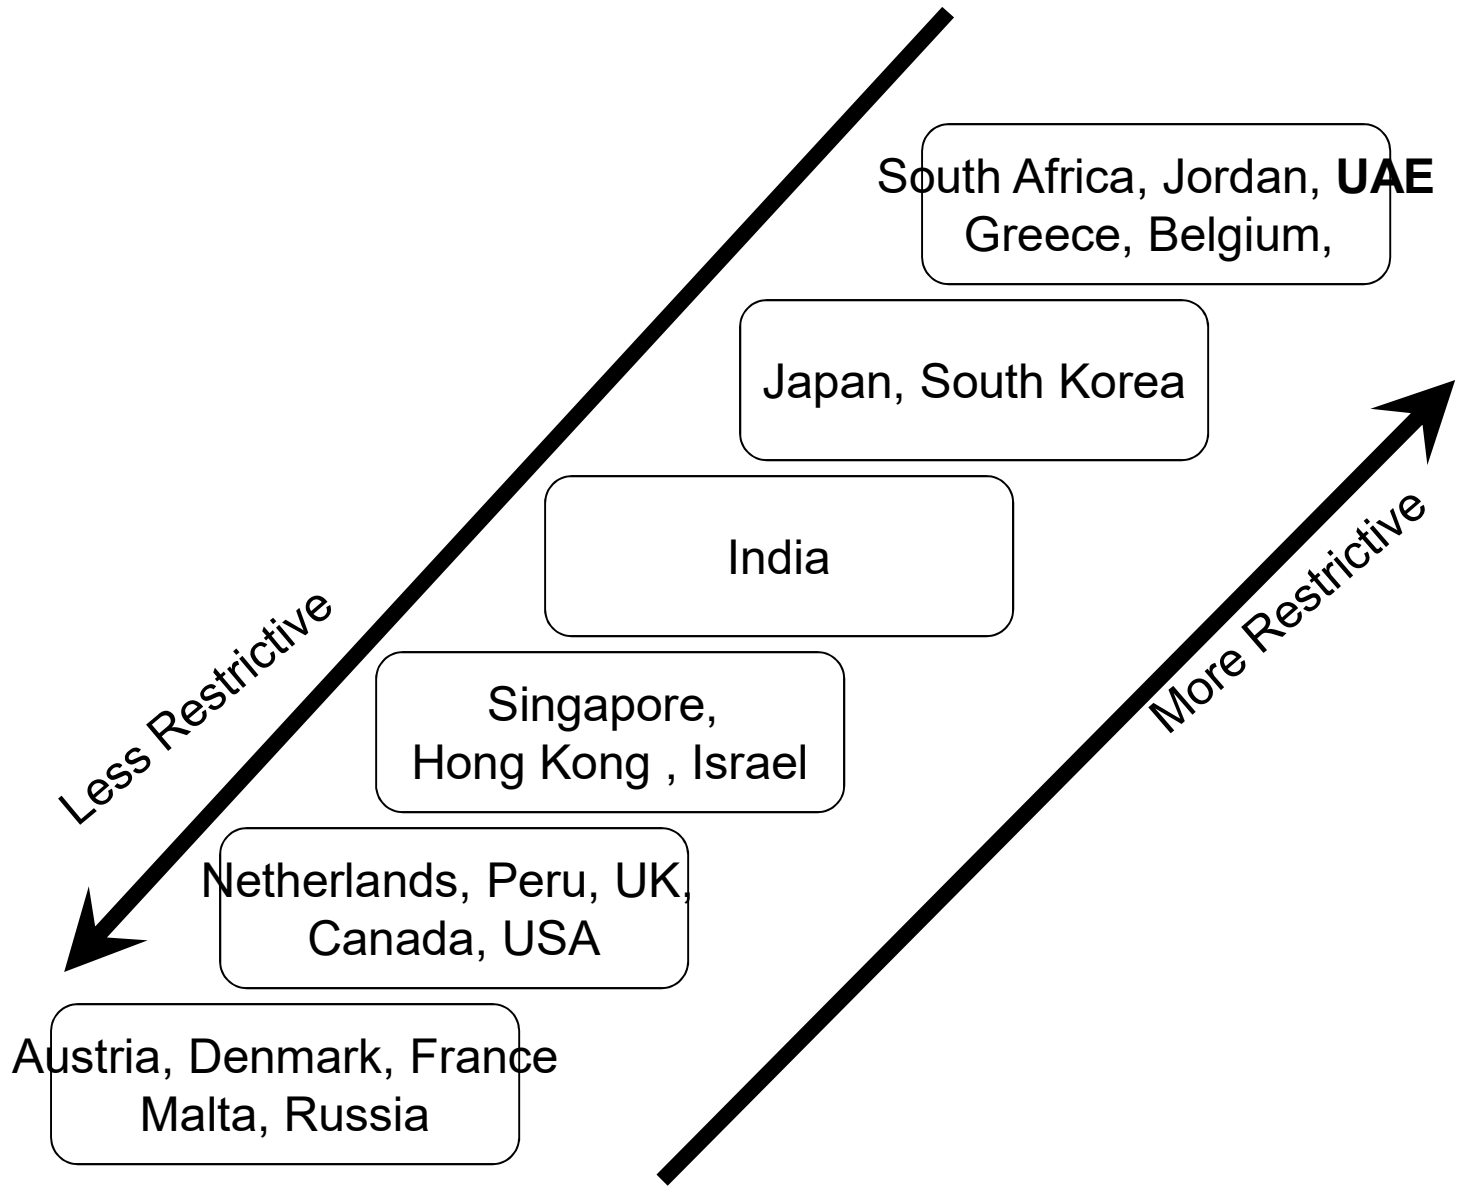 South Africa, Jordan, UAE
Greece, Belgium,
Japan, South Korea
India
Less Restrictive
More Restrictive
Singapore,
Hong Kong , Israel
Netherlands, Peru, UK,
Canada, USA
Austria, Denmark, France
Malta, Russia